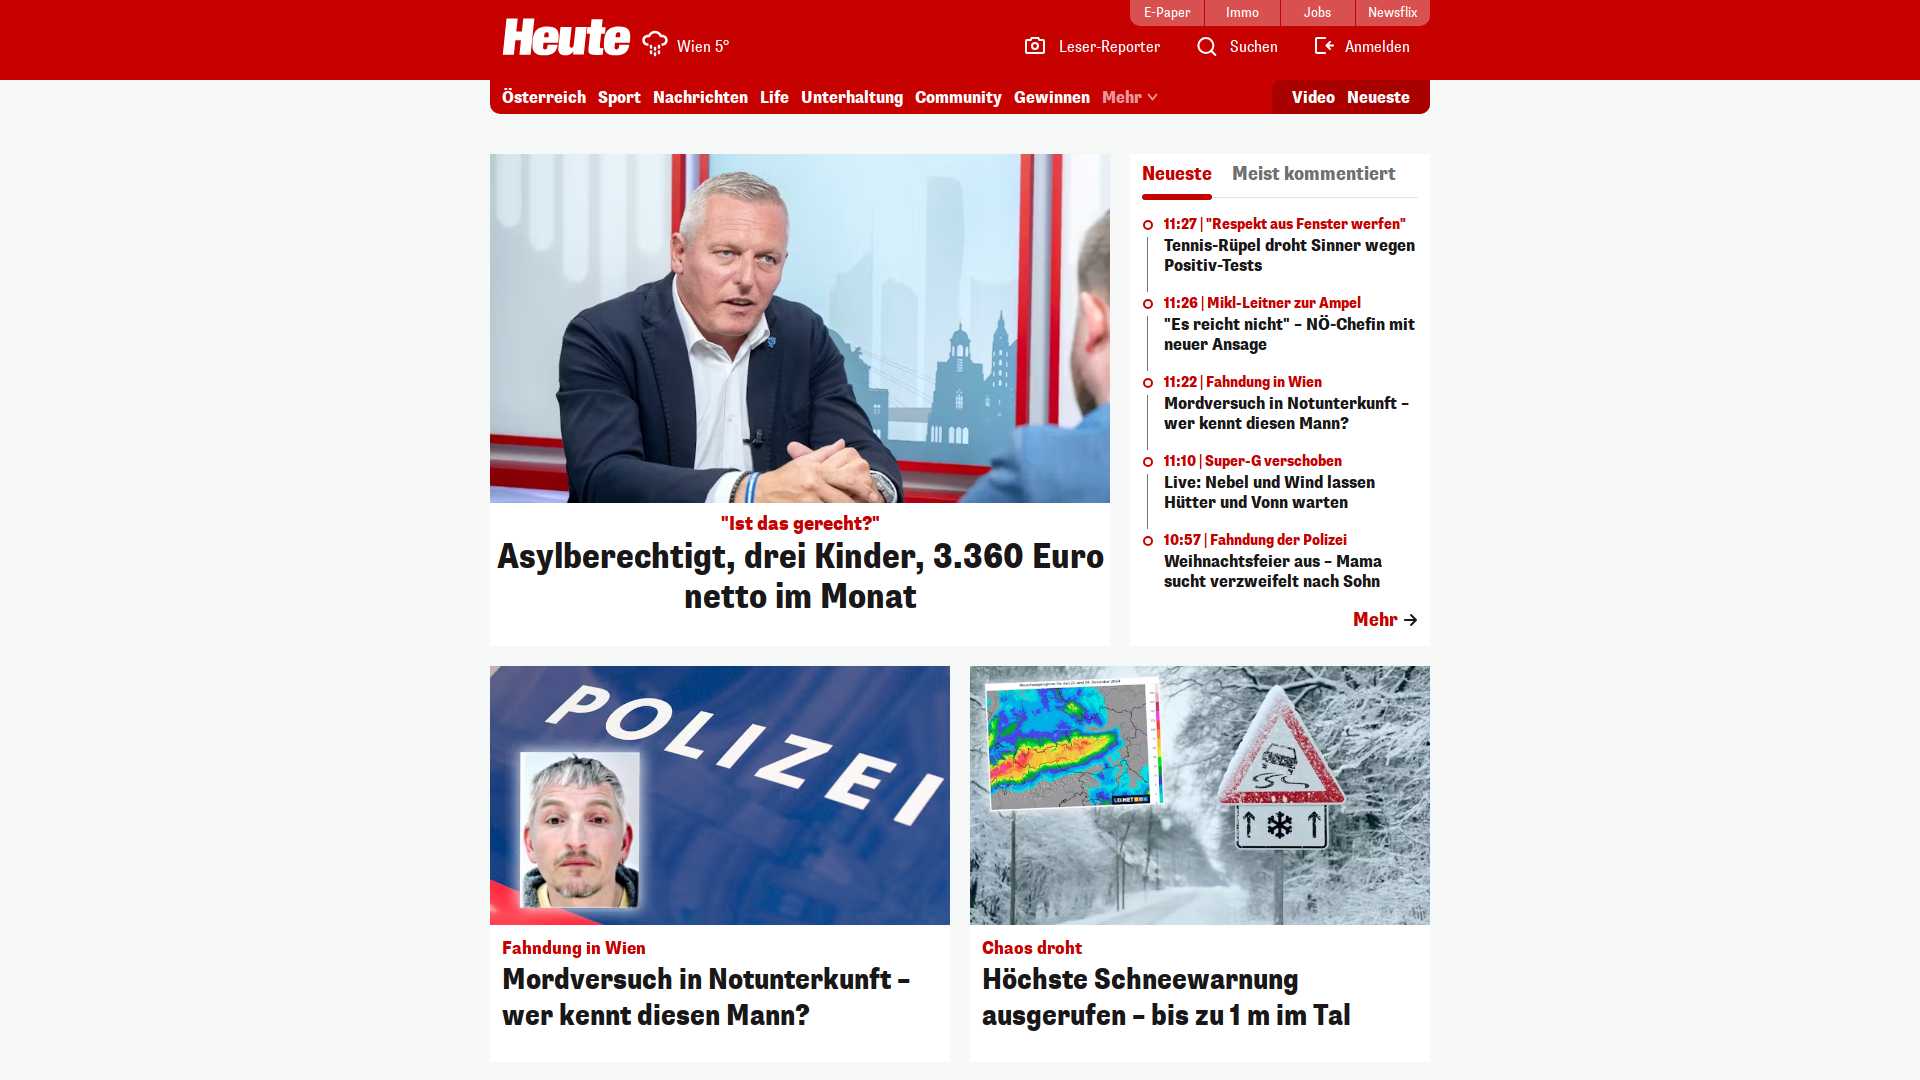 E-Paper
Immo
Jobs
Newsflix
Heute
Wien 5°
Leser-Reporter
Suchen
Anmelden
Österreich
Sport
Nachrichten
Life
Unterhaltung
Community
Gewinnen
Mehr
Video
Neueste
"Ist das gerecht?"
Asylberechtigt, drei Kinder, 3.360 Euro
netto im Monat
Neueste
Meist kommentiert
11:27 | "Respekt aus Fenster werfen"
Tennis-Rüpel droht Sinner wegen
Positiv-Tests
11:26 | Mikl-Leitner zur Ampel
"Es reicht nicht" – NÖ-Chefin mit
neuer Ansage
11:22 | Fahndung in Wien
Mordversuch in Notunterkunft –
wer kennt diesen Mann?
11:10 | Super-G verschoben
Live: Nebel und Wind lassen
Hütter und Vonn warten
10:57 | Fahndung der Polizei
Weihnachtsfeier aus – Mama
sucht verzweifelt nach Sohn
Mehr
POLIZEI
Fahndung in Wien
Mordversuch in Notunterkunft –
wer kennt diesen Mann?
Chaos droht
Höchste Schneewarnung
ausgerufen – bis zu 1 m im Tal